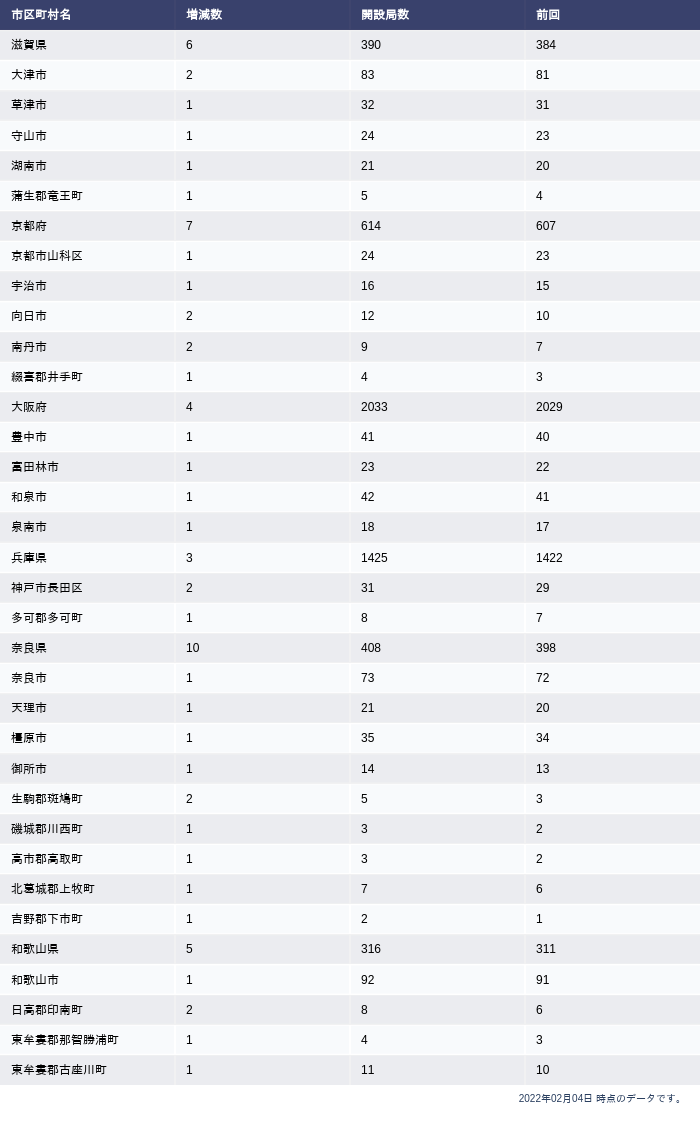 市区町村名 増減数 開設局数 前回
滋賀県 6 390 384
大津市 2 83 81
草津市 1 32 31
守山市 1 24 23
湖南市 1 21 20
蒲生郡竜王町 1 5 4
京都府 7 614 607
京都市山科区 1 24 23
宇治市 1 16 15
向日市 2 12 10
南丹市 2 9 7
綴喜郡井手町 1 4 3
大阪府 4 2033 2029
豊中市 1 41 40
富田林市 1 23 22
和泉市 1 42 41
泉南市 1 18 17
兵庫県 3 1425 1422
神戸市長田区 2 31 29
多可郡多可町 1 8 7
奈良県 10 408 398
奈良市 1 73 72
天理市 1 21 20
橿原市 1 35 34
御所市 1 14 13
生駒郡斑鳩町 2 5 3
磯城郡川西町 1 3 2
高市郡高取町 1 3 2
北葛城郡上牧町 1 7 6
吉野郡下市町 1 2 1
和歌山県 5 316 311
和歌山市 1 92 91
日高郡印南町 2 8 6
東牟婁郡那智勝浦町 1 4 3
東牟婁郡古座川町 1 11 10
2022年02月04日 時点のデータです。